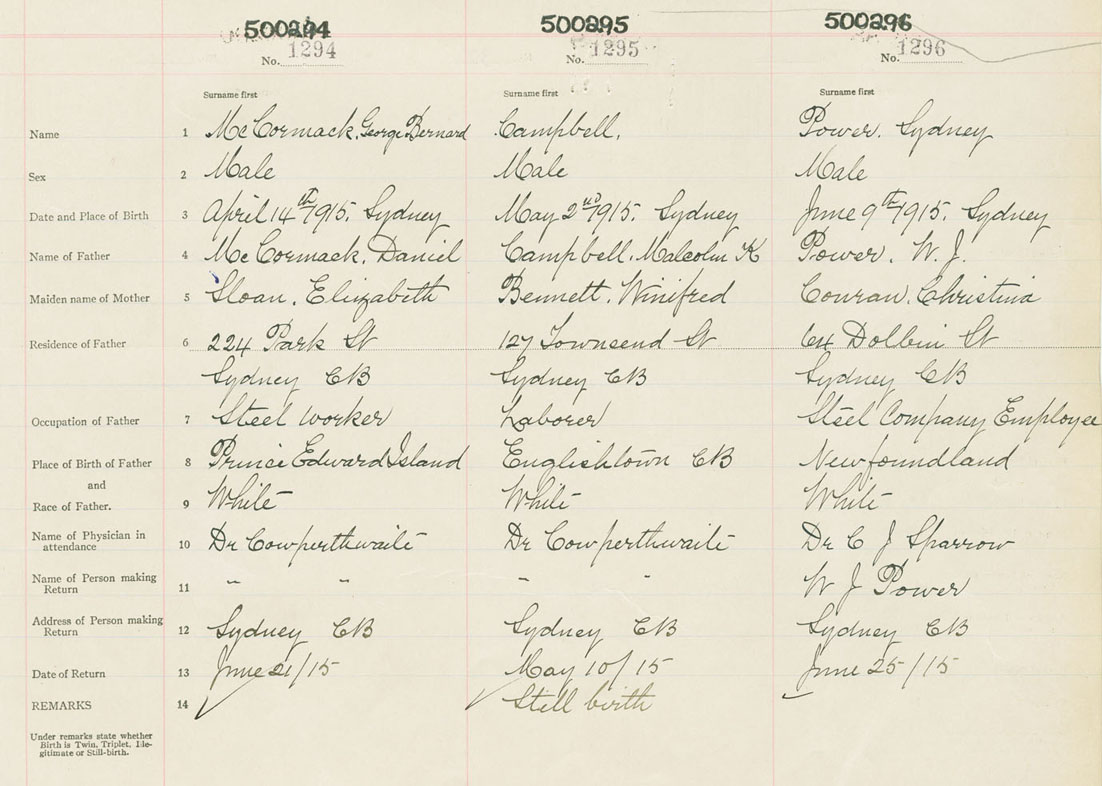 500294 500295 500296
No. 1294 No. 1295 No. 1296
Surname first Surname first Surname first
Name 1 McCormack, George Bernard Campbell, Power, Sydney
Sex 2 Male Male Male
Date and Place of Birth 3 April 14th 1915. Sydney May 2nd 1915. Sydney June 9th 1915. Sydney
Name of Father 4 McCormack, Daniel Campbell, Malcolm K Power, W. J.
Maiden name of Mother 5 Sloan, Elizabeth Bennett, Winifred Conran, Christina
Residence of Father 6 224 Park St 127 Townsend St 64 Dolbin St
Sydney CB Sydney CB Sydney CB
Occupation of Father 7 Steel worker Laborer Steel Company Employee
Place of Birth of Father 8 Prince Edward Island Englishtown CB Newfoundland
and
Race of Father. 9 White White White
Name of Physician in
attendance 10 Dr Cowperthwaite Dr Cowperthwaite Dr C J Sparrow
Name of Person making
Return 11 " " " " W J Power
Address of Person making
Return 12 Sydney CB Sydney CB Sydney CB
Date of Return 13 June 21/15 May 10/15 June 25/15
REMARKS 14 Still birth
Under remarks state whether
Birth is Twin, Triplet, Ille-
gitimate or Still-birth.